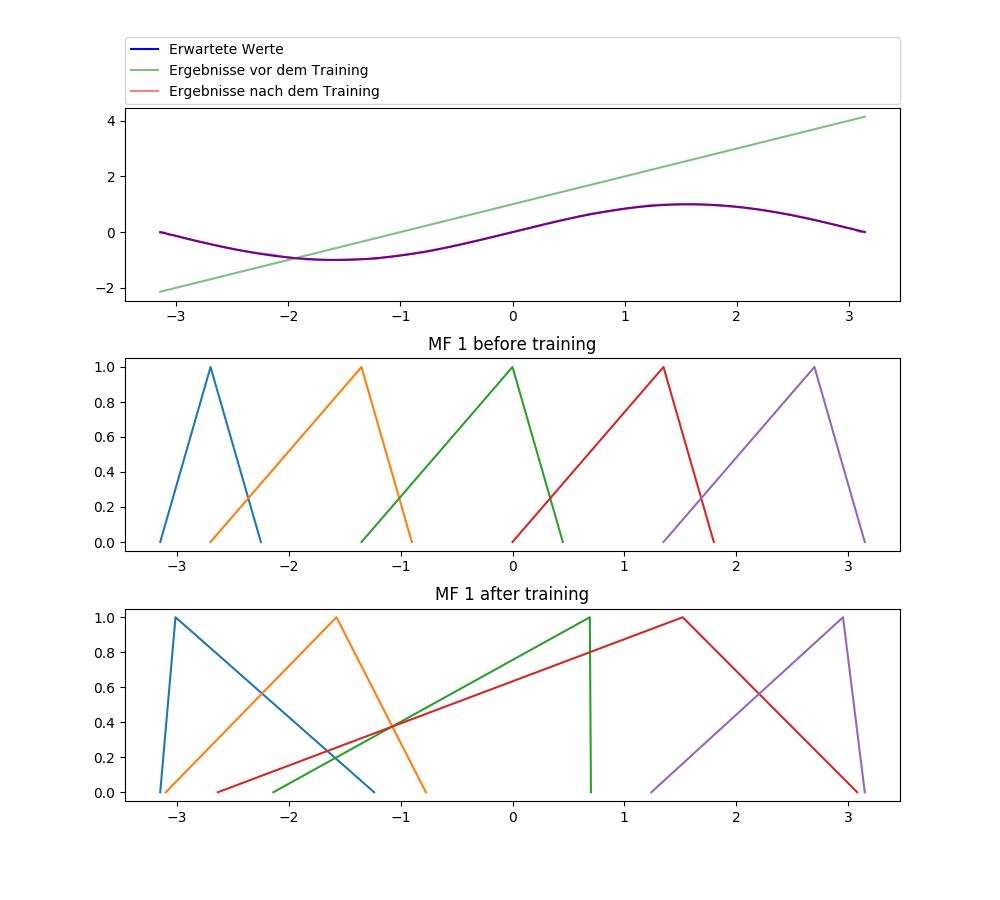 Erwartete Werte
Ergebnisse vor dem Training
Ergebnisse nach dem Training
4
2
0
−2
−3 −2 −1 0 1 2 3
MF 1 before training
1.0
0.8
0.6
0.4
0.2
0.0
−3 −2 −1 0 1 2 3
MF 1 after training
1.0
0.8
0.6
0.4
0.2
0.0
−3 −2 −1 0 1 2 3